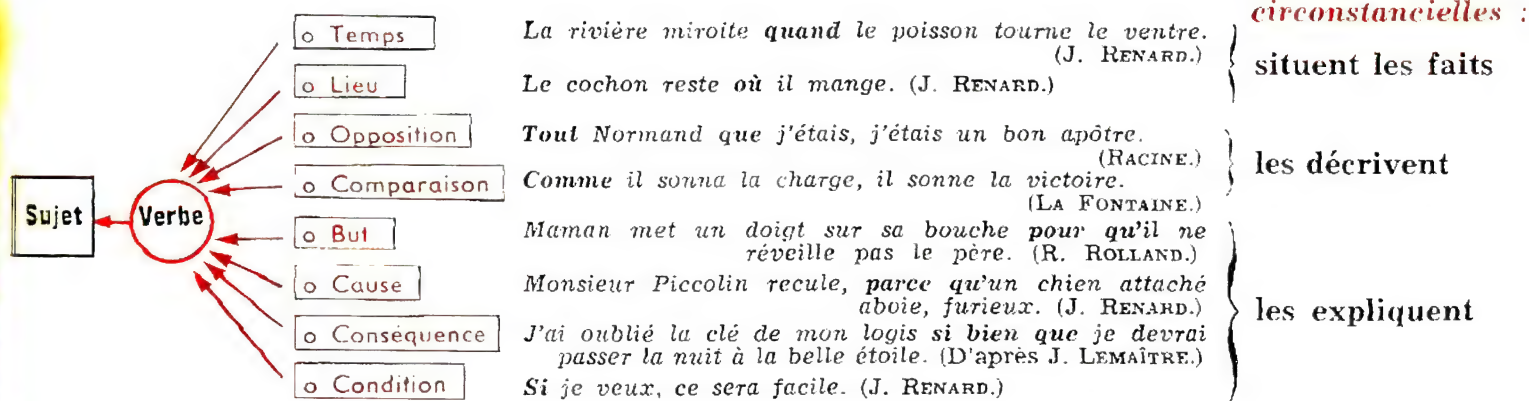 circonstancielles :
o Temps
La rivière miroite quand le poisson tourne le ventre.
(J. RENARD.)
situent les faits
o Lieu
Le cochon reste où il mange. (J. RENARD.)
o Opposition
Tout Normand que j'étais, j'étais un bon apôtre.
(RACINE.)
les décrivent
o Comparaison
Comme il sonna la charge, il sonne la victoire.
(LA FONTAINE.)
Sujet
Verbe
o But
Maman met un doigt sur sa bouche pour qu'il ne
réveille pas le père. (R. ROLLAND.)
o Cause
Monsieur Piccolin recule, parce qu'un chien attaché
aboie, furieux. (J. RENARD.)
les expliquent
o Conséquence
J'ai oublié la clé de mon logis si bien que je devrai
passer la nuit à la belle étoile. (D'après J. LEMAÎTRE.)
o Condition
Si je veux, ce sera facile. (J. RENARD.)